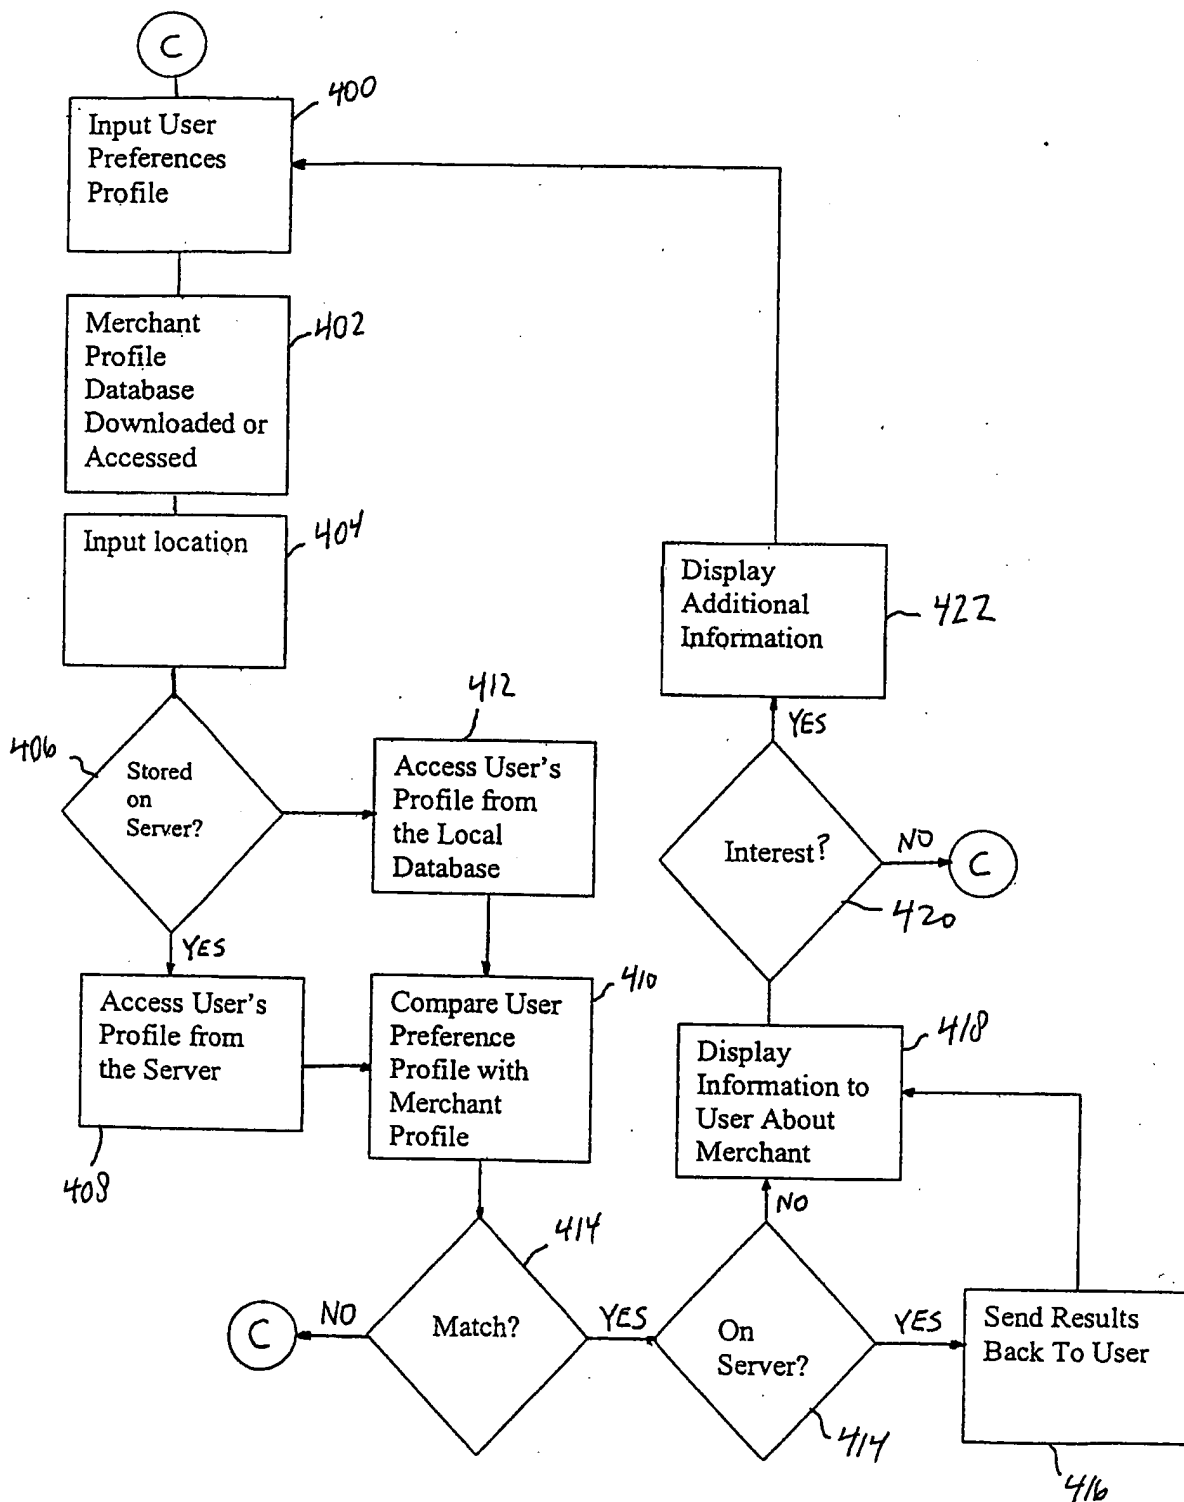 C
400
Input User
Preferences
Profile
402
Merchant
Profile
Database
Downloaded or
Accessed
404
Input location
406
Stored
on
Server?
412
Access User's
Profile from
the Local
Database
YES
Access User's
Profile from
the Server
408
410
Compare User
Preference
Profile with
Merchant
Profile
414
Match?
NO
C
YES
On
Server?
414
YES
Send Results
Back To User
416
NO
418
Display
Information to
User About
Merchant
Interest?
420
NO
C
YES
Display
Additional
Information
422